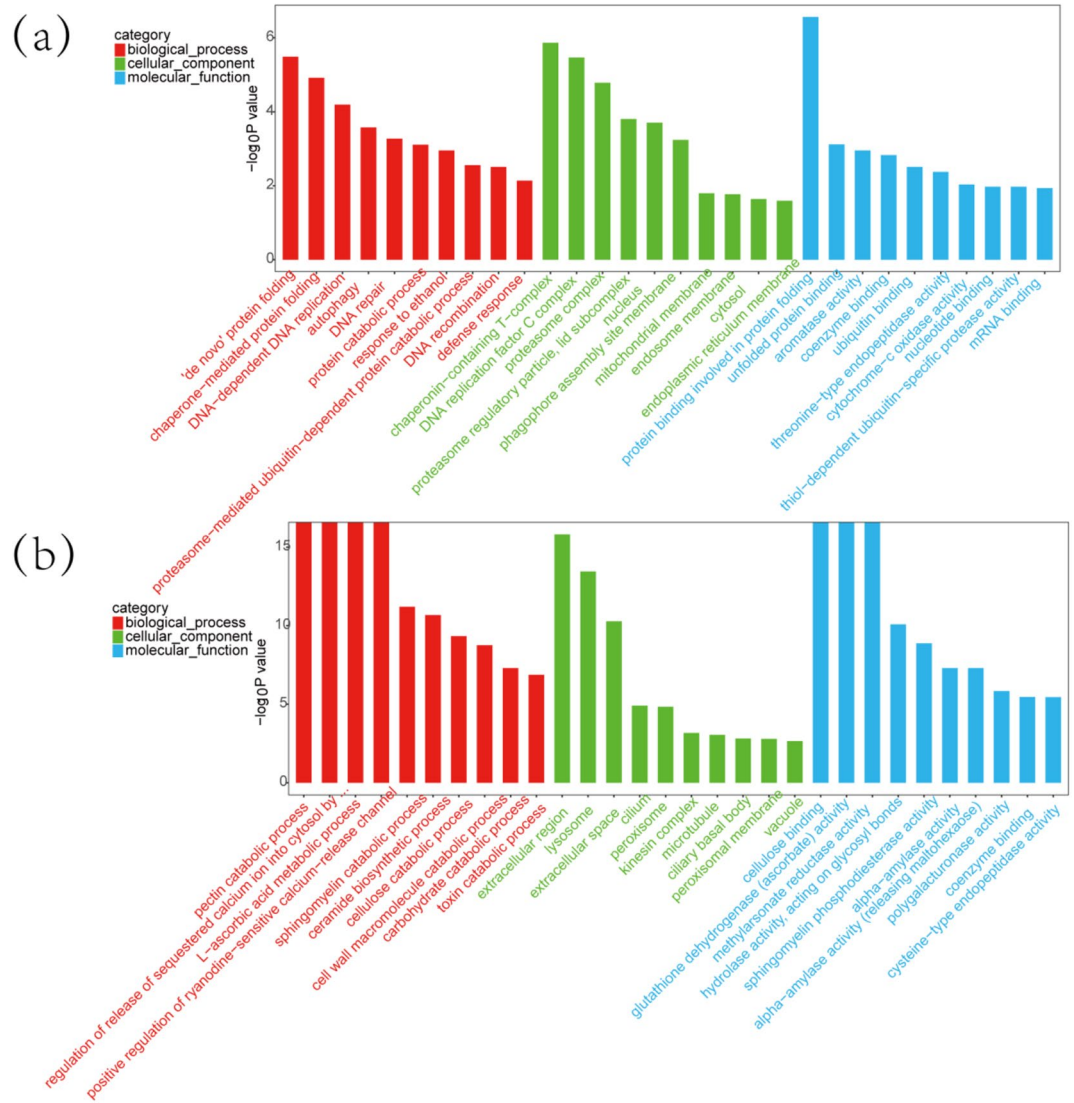 (a)
category
biological_process
cellular_component
molecular_function
-log0P value
6
4
2
0
'de novo' protein folding
chaperone-mediated protein folding
DNA-dependent DNA replication
autophagy
DNA repair
protein catabolic process
response to ethanol
proteasome-mediated ubiquitin-dependent protein catabolic process
DNA recombination
defense response
chaperonin-containing T-complex
DNA replication factor C complex
proteasome complex
proteasome regulatory particle, lid subcomplex
nucleus
phagophore assembly site membrane
mitochondrial membrane
endosome membrane
cytosol
endoplasmic reticulum membrane
protein binding involved in protein folding
unfolded protein binding
aromatase activity
coenzyme binding
ubiquitin binding
threonine-type endopeptidase activity
cytochrome-c oxidase activity
nucleotide binding
thiol-dependent ubiquitin-specific protease activity
mRNA binding
(b)
category
biological_process
cellular_component
molecular_function
-log0P value
15
10
5
0
pectin catabolic process
regulation of release of sequestered calcium ion into cytosol by ...
L-ascorbic acid metabolic process
positive regulation of ryanodine-sensitive calcium-release channel
sphingomyelin catabolic process
ceramide biosynthetic process
cellulose catabolic process
cell wall macromolecule catabolic process
carbohydrate catabolic process
toxin catabolic process
extracellular region
lysosome
extracellular space
cilium
peroxisome
kinesin complex
microtubule
ciliary basal body
peroxisomal membrane
vacuole
cellulose binding
glutathione dehydrogenase (ascorbate) activity
methylarsonate reductase activity
hydrolase activity, acting on glycosyl bonds
sphingomyelin phosphodiesterase activity
alpha-amylase activity
alpha-amylase activity (releasing maltohexaose)
polygalacturonase activity
coenzyme binding
cysteine-type endopeptidase activity